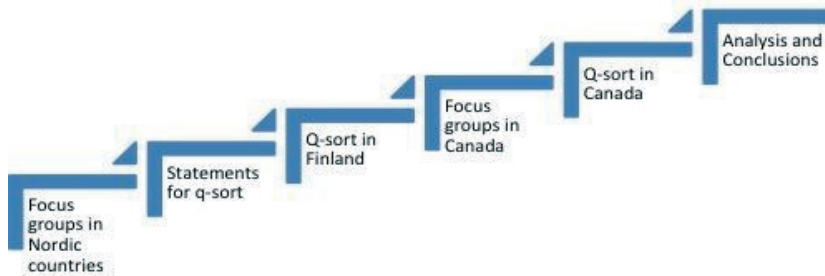 Focus
groups in
Nordic
countries
Statements
for q-sort
Q-sort in
Finland
Focus
groups in
Canada
Q-sort in
Canada
Analysis and
Conclusions